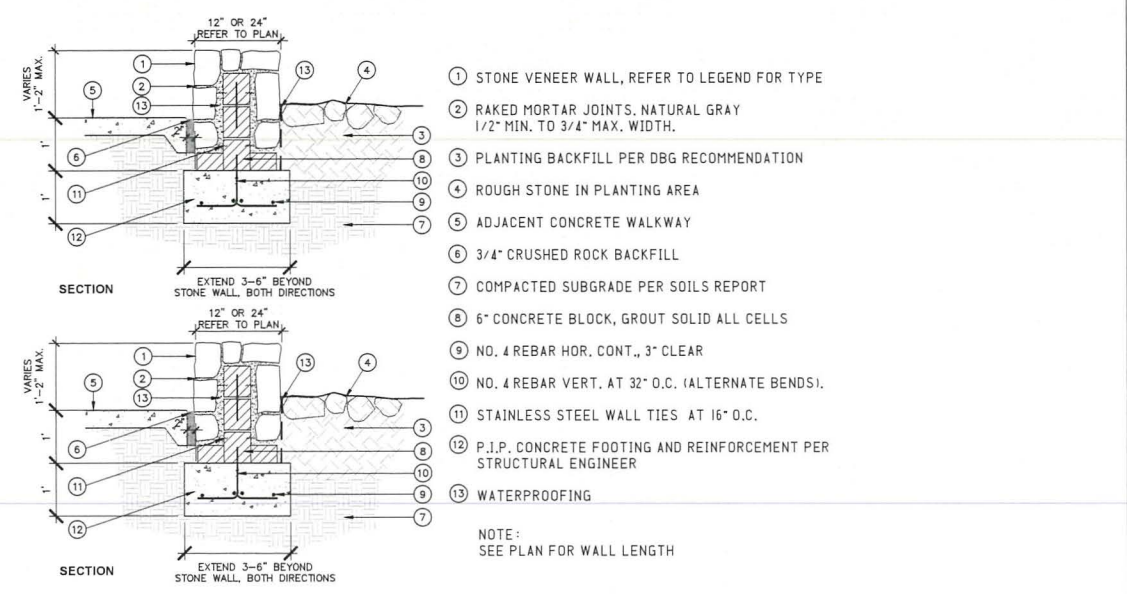 12" OR 24"
REFER TO PLAN
VARIES
1'-2" MAX.
1'
1'
1
2
13
5
6
11
12
13
4
3
8
10
9
7
2"
EXTEND 3-6" BEYOND
STONE WALL, BOTH DIRECTIONS
SECTION
12" OR 24"
REFER TO PLAN
VARIES
1'-2" MAX.
1'
1'
1
2
13
5
6
11
12
13
4
3
8
10
9
7
2"
EXTEND 3-6" BEYOND
STONE WALL, BOTH DIRECTIONS
SECTION
1 STONE VENEER WALL, REFER TO LEGEND FOR TYPE
2 RAKED MORTAR JOINTS, NATURAL GRAY
1/2" MIN. TO 3/4" MAX. WIDTH.
3 PLANTING BACKFILL PER DBG RECOMMENDATION
4 ROUGH STONE IN PLANTING AREA
5 ADJACENT CONCRETE WALKWAY
6 3/4" CRUSHED ROCK BACKFILL
7 COMPACTED SUBGRADE PER SOILS REPORT
8 6" CONCRETE BLOCK, GROUT SOLID ALL CELLS
9 NO. 4 REBAR HOR. CONT., 3" CLEAR
10 NO. 4 REBAR VERT. AT 32" O.C. (ALTERNATE BENDS).
11 STAINLESS STEEL WALL TIES AT 16" O.C.
12 P.I.P. CONCRETE FOOTING AND REINFORCEMENT PER
STRUCTURAL ENGINEER
13 WATERPROOFING
NOTE:
SEE PLAN FOR WALL LENGTH